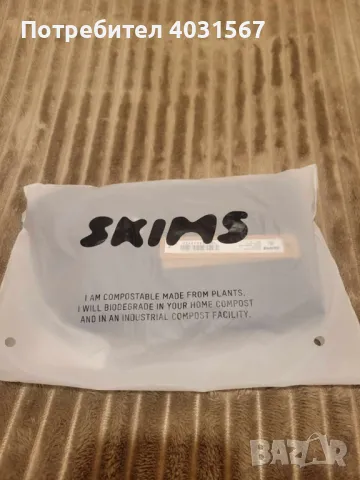 Потребител 4031567
SKIMS
I AM COMPOSTABLE MADE FROM PLANTS.
I WILL BIODEGRADE IN YOUR HOME COMPOST
AND IN AN INDUSTRIAL COMPOST FACILITY.
BAZAR